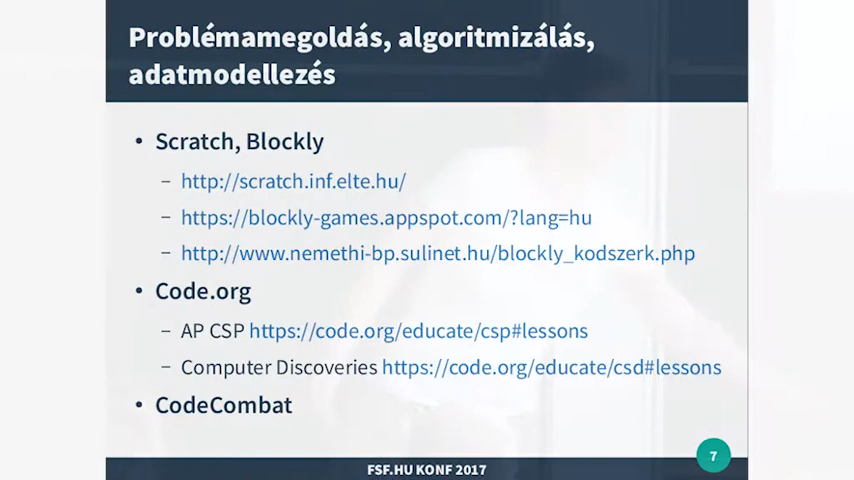 Problémamegoldás, algoritmizálás,
adatmodellezés
• Scratch, Blockly
– http://scratch.inf.elte.hu/
– https://blockly-games.appspot.com/?lang=hu
– http://www.nemethi-bp.sulinet.hu/blockly_kodszerk.php
• Code.org
– AP CSP https://code.org/educate/csp#lessons
– Computer Discoveries https://code.org/educate/csd#lessons
• CodeCombat
7
FSF.HU KONF 2017